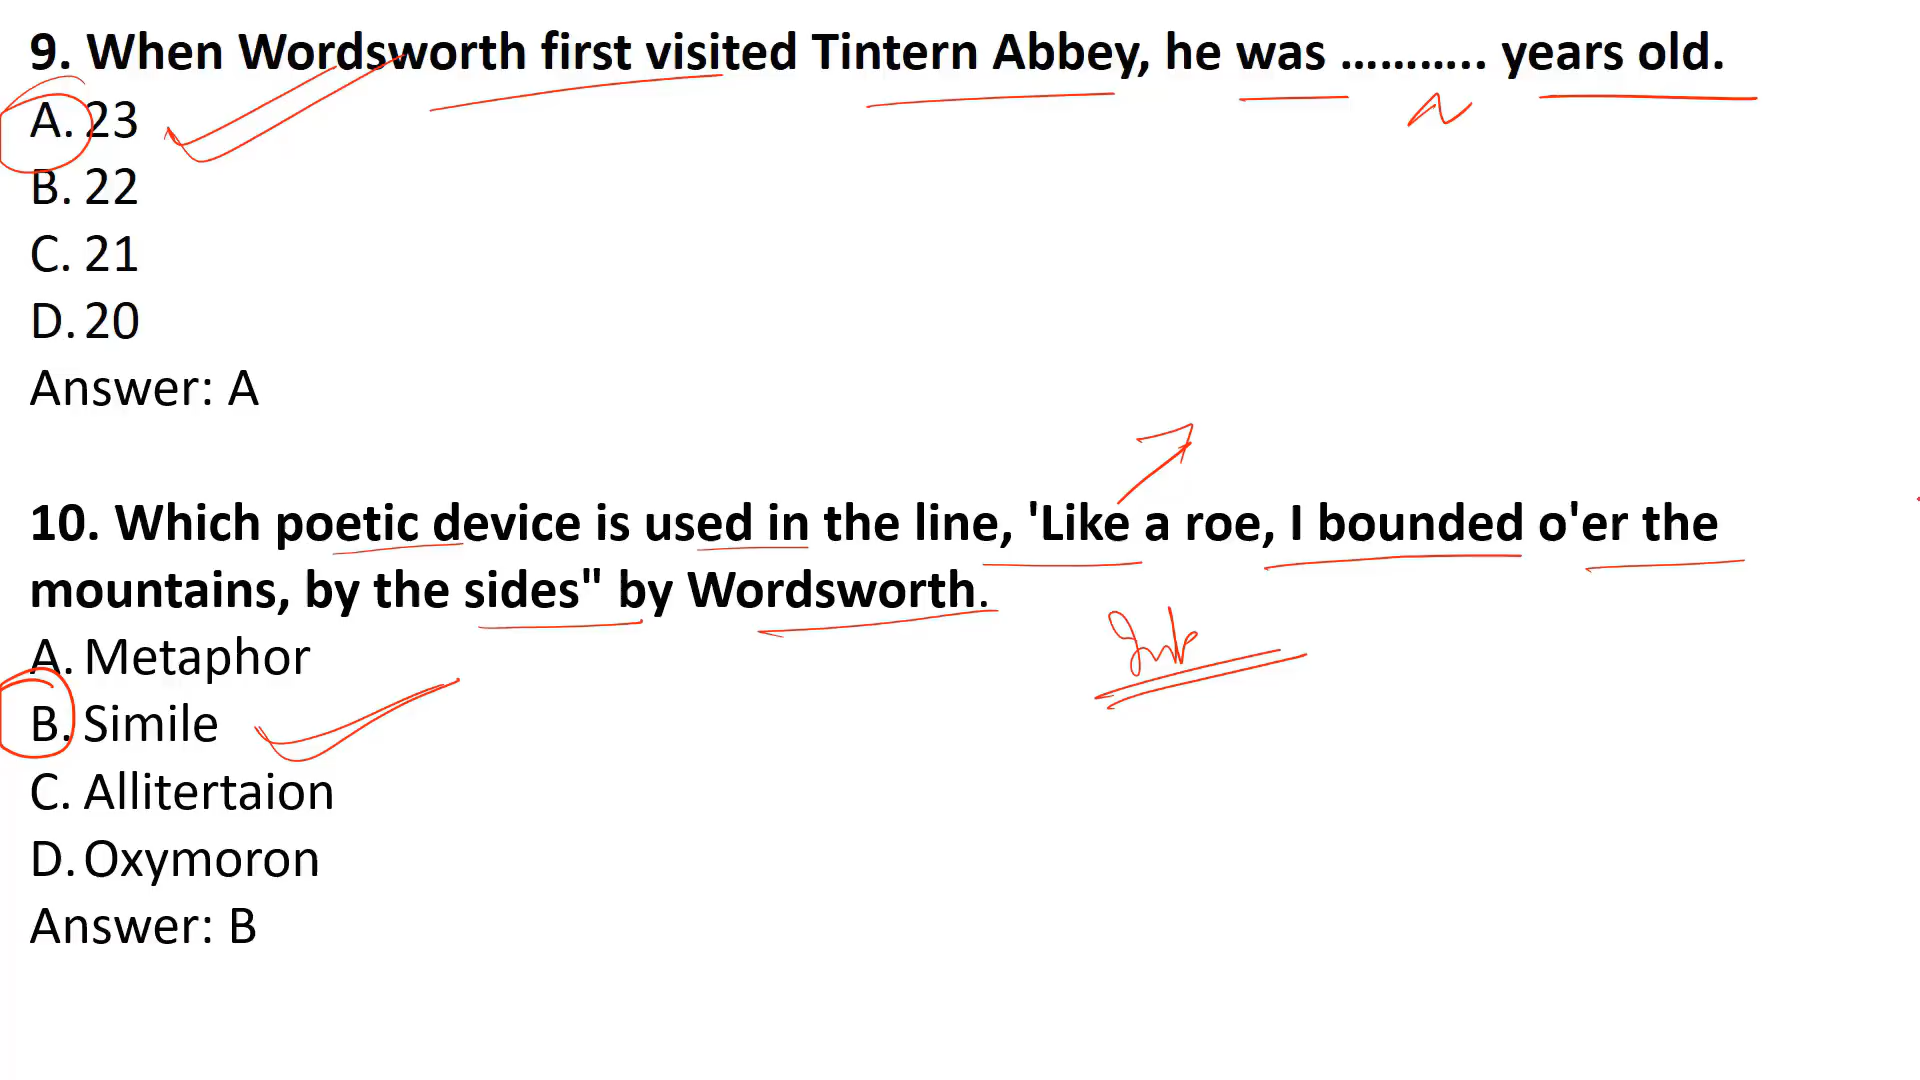 9. When Wordsworth first visited Tintern Abbey, he was ……….. years old.
A. 23
B. 22
C. 21
D. 20
Answer: A
10. Which poetic device is used in the line, 'Like a roe, I bounded o'er the
mountains, by the sides" by Wordsworth.
A. Metaphor
B. Simile
C. Allitertaion
D. Oxymoron
Answer: B